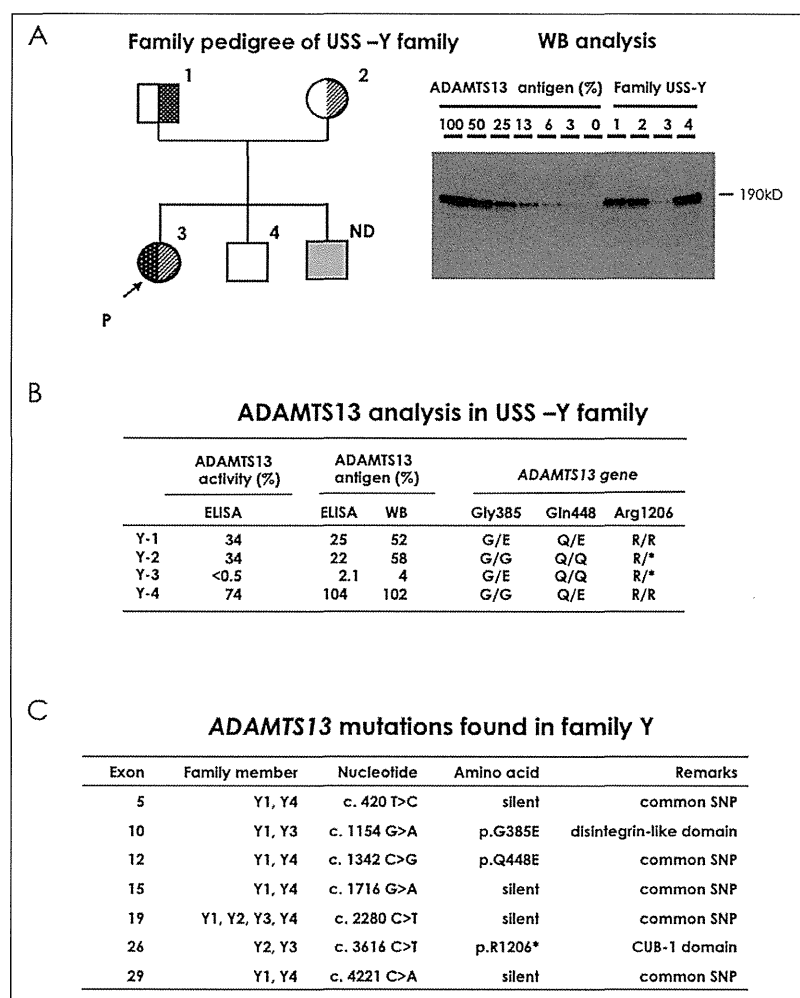 A
Family pedigree of USS –Y family
WB analysis
1
2
3
4
ND
P
ADAMTS13 antigen (%)
Family USS-Y
100 50 25 13 6 3 0 1 2 3 4
190kD
B
ADAMTS13 analysis in USS –Y family
ADAMTS13 activity (%)
ADAMTS13 antigen (%)
ADAMTS13 gene
ELISA ELISA WB Gly385 Gln448 Arg1206
Y-1 34 25 52 G/E Q/E R/R
Y-2 34 22 58 G/G Q/Q R/*
Y-3 <0.5 2.1 4 G/E Q/Q R/*
Y-4 74 104 102 G/G Q/E R/R
C
ADAMTS13 mutations found in family Y
Exon Family member Nucleotide Amino acid Remarks
5 Y1, Y4 c. 420 T>C silent common SNP
10 Y1, Y3 c. 1154 G>A p.G385E disintegrin-like domain
12 Y1, Y4 c. 1342 C>G p.Q448E common SNP
15 Y1, Y4 c. 1716 G>A silent common SNP
19 Y1, Y2, Y3, Y4 c. 2280 C>T silent common SNP
26 Y2, Y3 c. 3616 C>T p.R1206* CUB-1 domain
29 Y1, Y4 c. 4221 C>A silent common SNP